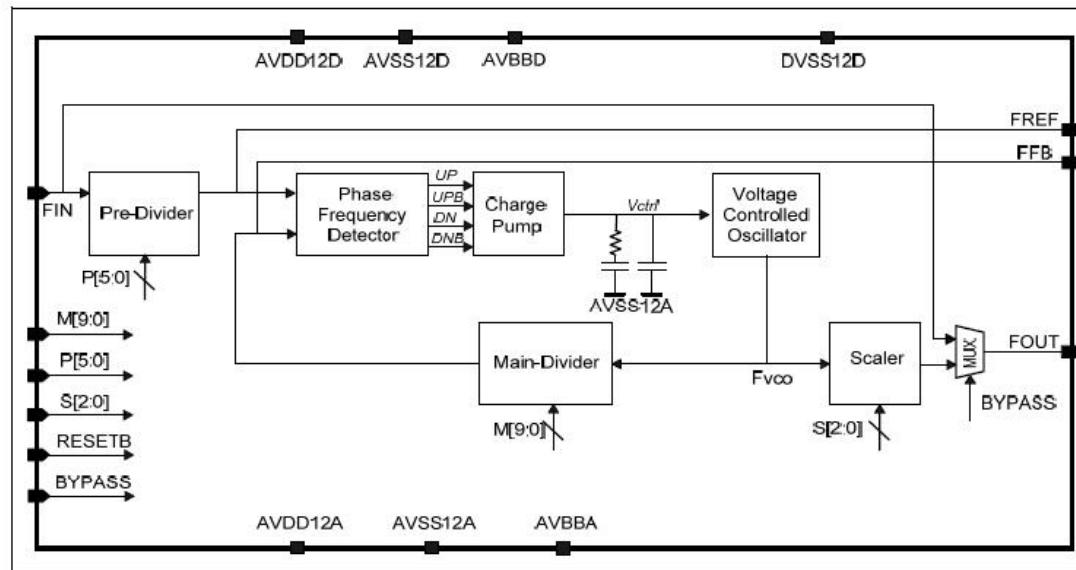 AVDD12D
AVSS12D
AVBBD
DVSS12D
FREF
FFB
FIN
Pre-Divider
P[5:0]
Phase
Frequency
Detector
UP
UPB
DN
DNB
Charge
Pump
Vctrl
Voltage
Controlled
Oscillator
AVSS12A
M[9:0]
P[5:0]
S[2:0]
RESETB
BYPASS
Main-Divider
M[9:0]
Fvco
Scaler
S[2:0]
MUX
FOUT
BYPASS
AVDD12A
AVSS12A
AVBBA